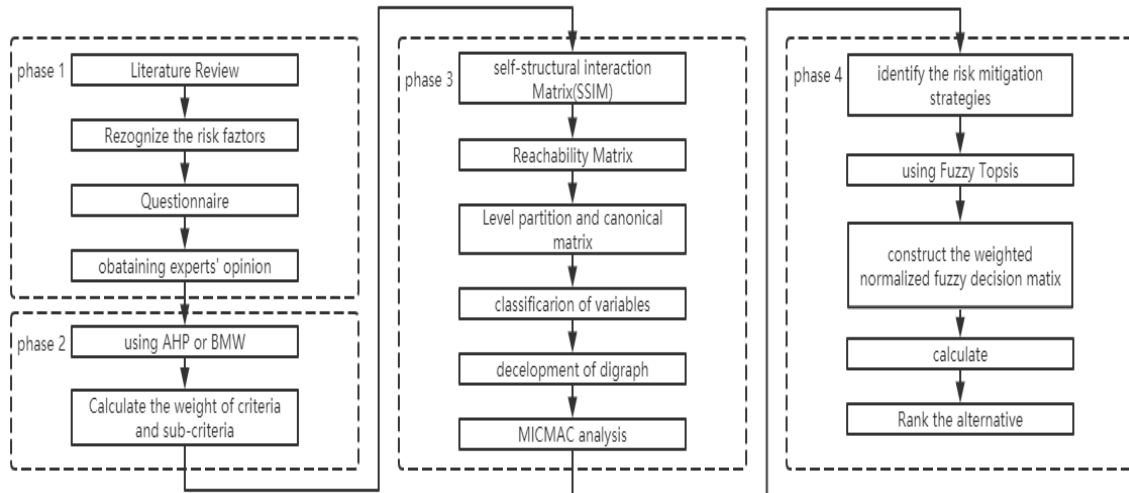 phase 1
Literature Review
Rezognize the risk faztors
Questionnaire
obataining experts' opinion
phase 2
using AHP or BMW
Calculate the weight of criteria
and sub-criteria
phase 3
self-structural interaction
Matrix(SSIM)
Reachability Matrix
Level partition and canonical
matrix
classificarion of variables
decelopment of digraph
MICMAC analysis
phase 4
identify the risk mitigation
strategies
using Fuzzy Topsis
construct the weighted
normalized fuzzy decision matix
calculate
Rank the alternative